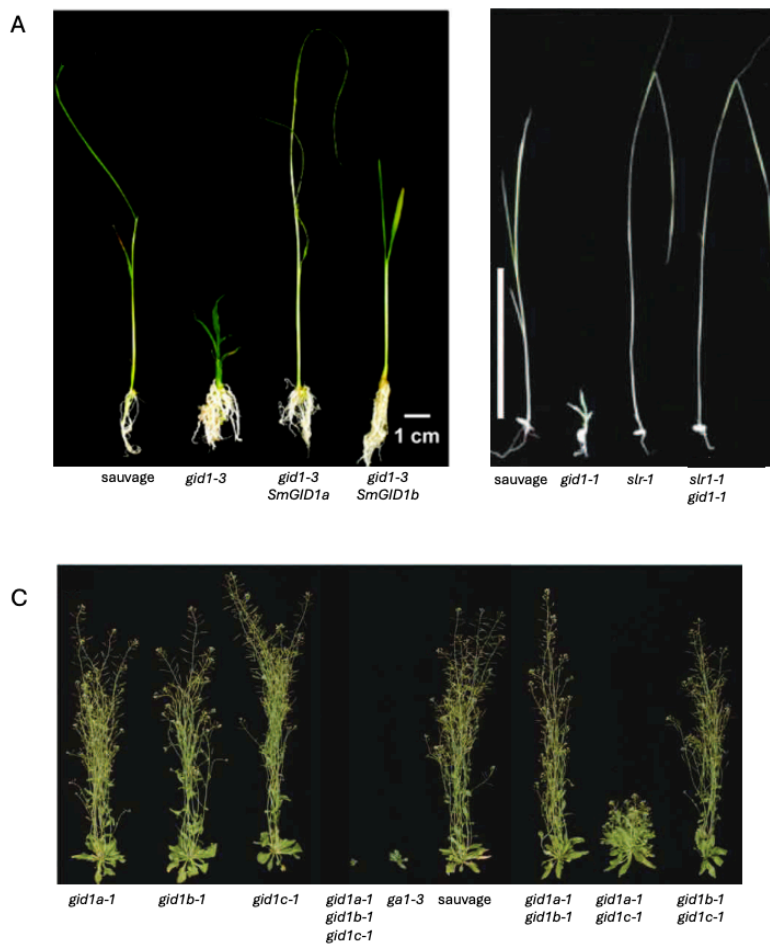 A
1 cm
sauvage gid1-3 gid1-3 gid1-3
SmGID1a SmGID1b
sauvage gid1-1 slr-1 slr1-1
gid1-1
C
gid1a-1 gid1b-1 gid1c-1 gid1a-1 ga1-3 sauvage gid1a-1 gid1a-1 gid1b-1
gid1b-1 gid1b-1 gid1c-1 gid1c-1
gid1c-1